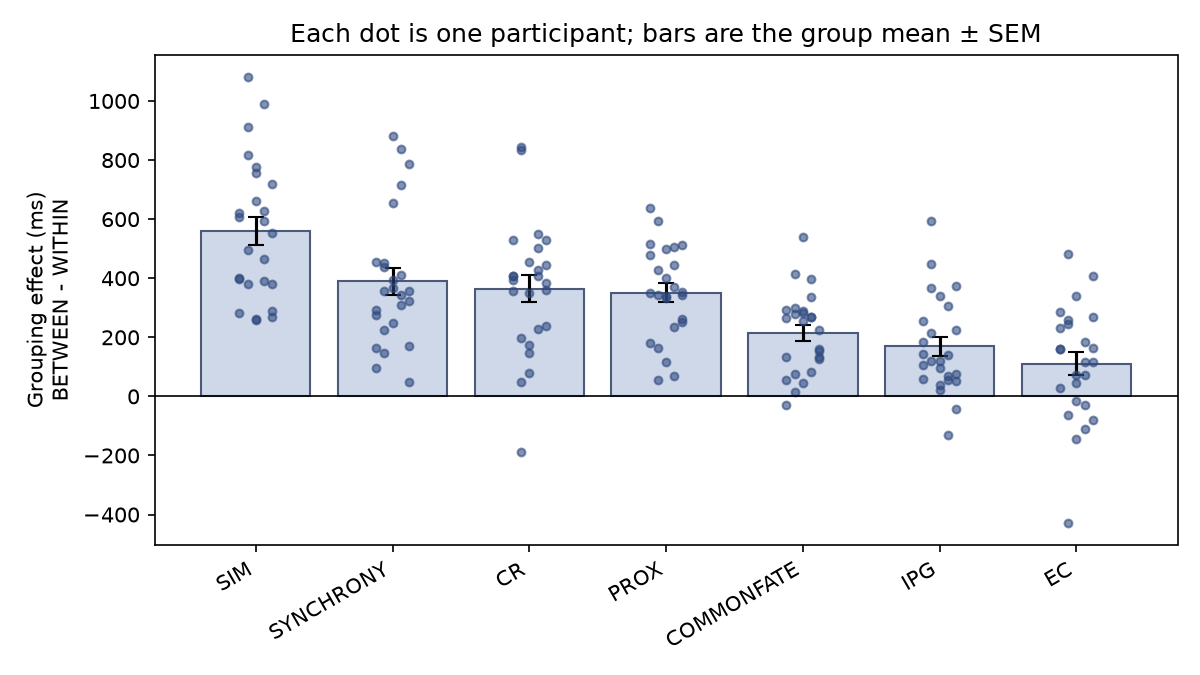 Each dot is one participant; bars are the group mean ± SEM
Grouping effect (ms)
BETWEEN - WITHIN
1000
800
600
400
200
0
−200
−400
SIM
SYNCHRONY
CR
PROX
COMMONFATE
IPG
EC